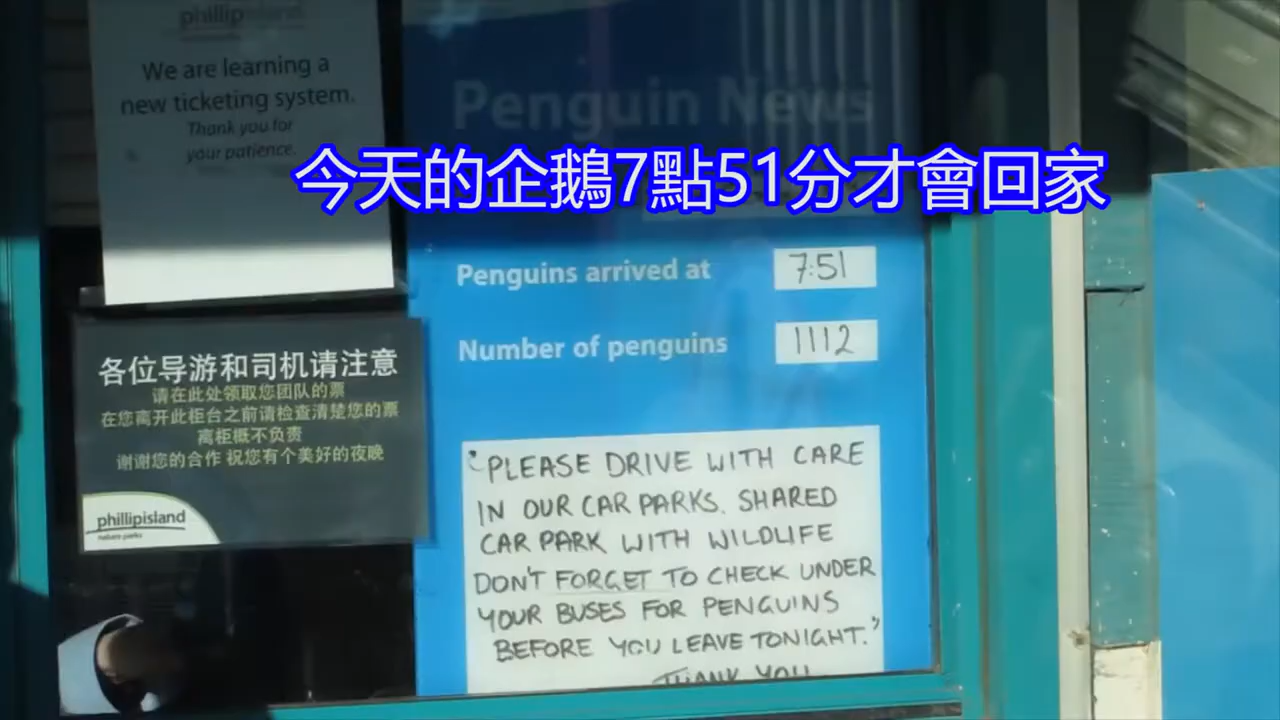 phillipisland
We are learning a
new ticketing system.
Thank you for
your patience.
Penguin News
今天的企鵝7點51分才會回家
Penguins arrived at 7:51
Number of penguins 1112
各位导游和司机请注意
请在此处领取您团队的票
在您离开此柜台之前请检查清楚您的票
离柜概不负责
谢谢您的合作 祝您有个美好的夜晚
phillipisland
nature parks
"PLEASE DRIVE WITH CARE
IN OUR CAR PARKS. SHARED
CAR PARK WITH WILDLIFE
DON'T FORGET TO CHECK UNDER
YOUR BUSES FOR PENGUINS
BEFORE YOU LEAVE TONIGHT."
THANK YOU